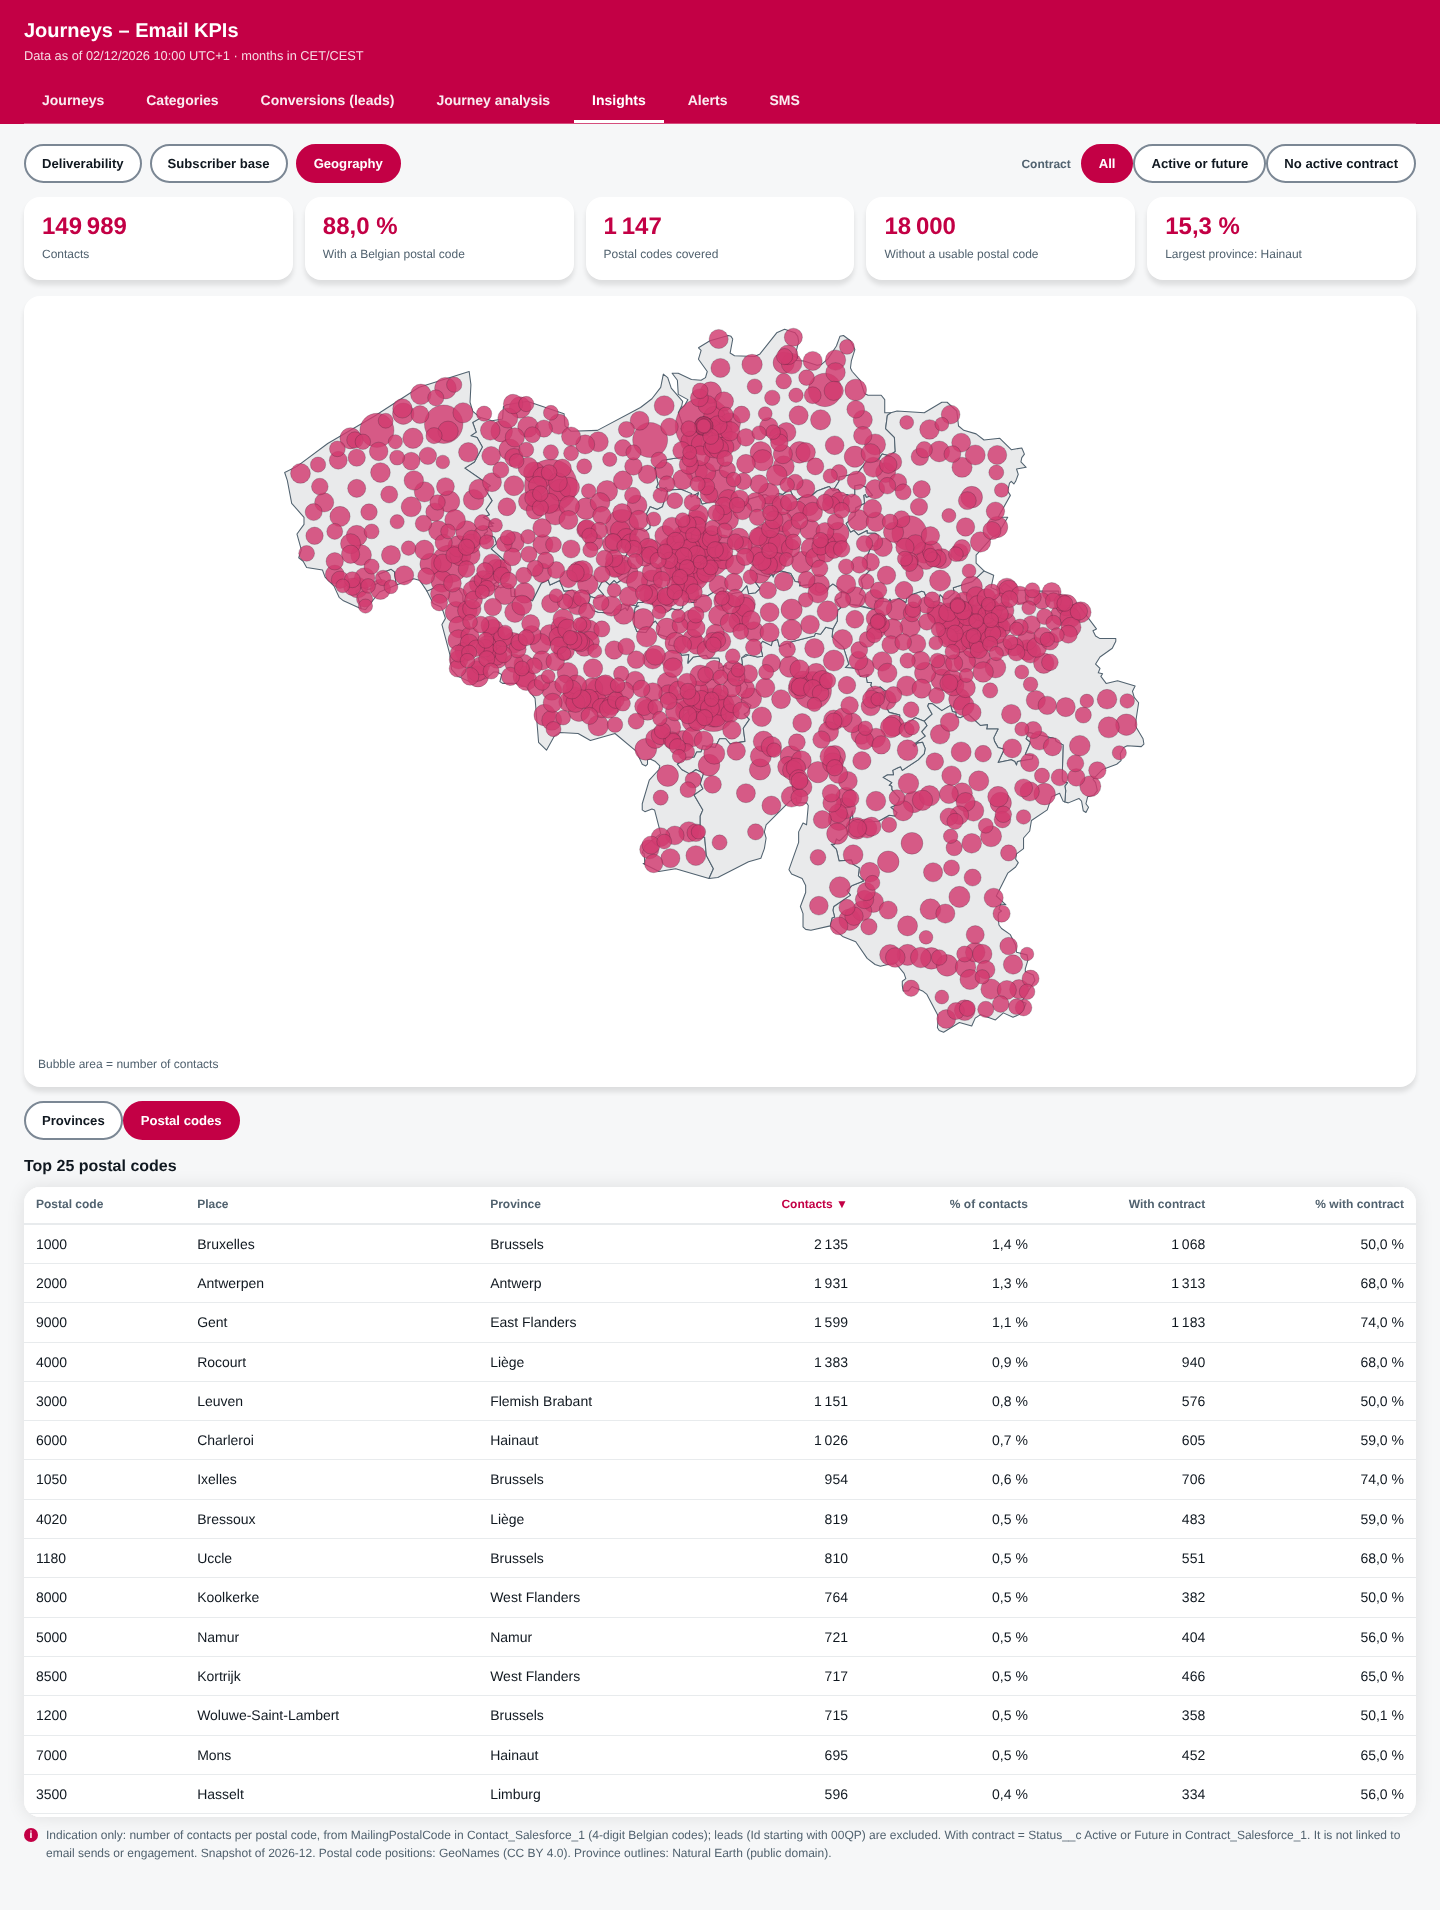 Journeys – Email KPIs
Data as of 02/12/2026 10:00 UTC+1 · months in CET/CEST
Journeys Categories Conversions (leads) Journey analysis Insights Alerts SMS
Deliverability Subscriber base Geography Contract All Active or future No active contract
149 989 88,0 % 1 147 18 000 15,3 %
Contacts With a Belgian postal code Postal codes covered Without a usable postal code Largest province: Hainaut
Bubble area = number of contacts
Provinces Postal codes
Top 25 postal codes
Postal code Place Province Contacts ▼ % of contacts With contract % with contract
1000 Bruxelles Brussels 2 135 1,4 % 1 068 50,0 %
2000 Antwerpen Antwerp 1 931 1,3 % 1 313 68,0 %
9000 Gent East Flanders 1 599 1,1 % 1 183 74,0 %
4000 Rocourt Liège 1 383 0,9 % 940 68,0 %
3000 Leuven Flemish Brabant 1 151 0,8 % 576 50,0 %
6000 Charleroi Hainaut 1 026 0,7 % 605 59,0 %
1050 Ixelles Brussels 954 0,6 % 706 74,0 %
4020 Bressoux Liège 819 0,5 % 483 59,0 %
1180 Uccle Brussels 810 0,5 % 551 68,0 %
8000 Koolkerke West Flanders 764 0,5 % 382 50,0 %
5000 Namur Namur 721 0,5 % 404 56,0 %
8500 Kortrijk West Flanders 717 0,5 % 466 65,0 %
1200 Woluwe-Saint-Lambert Brussels 715 0,5 % 358 50,1 %
7000 Mons Hainaut 695 0,5 % 452 65,0 %
3500 Hasselt Limburg 596 0,4 % 334 56,0 %
i Indication only: number of contacts per postal code, from MailingPostalCode in Contact_Salesforce_1 (4-digit Belgian codes); leads (Id starting with 00QP) are excluded. With contract = Status__c Active or Future in Contract_Salesforce_1. It is not linked to
email sends or engagement. Snapshot of 2026-12. Postal code positions: GeoNames (CC BY 4.0). Province outlines: Natural Earth (public domain).